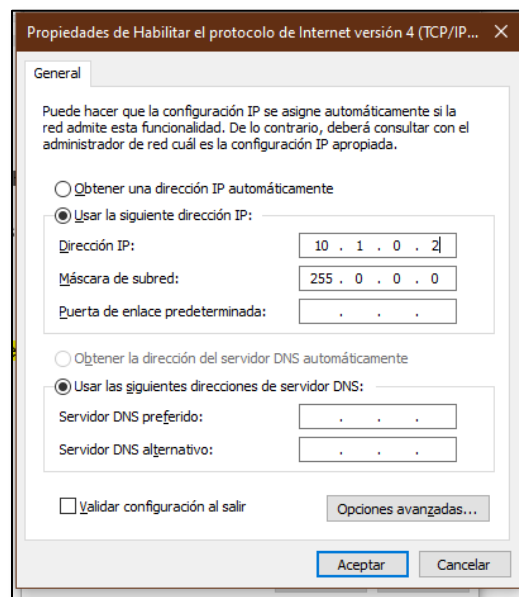 Propiedades de Habilitar el protocolo de Internet versión 4 (TCP/IP...
General
Puede hacer que la configuración IP se asigne automáticamente si la
red admite esta funcionalidad. De lo contrario, deberá consultar con el
administrador de red cuál es la configuración IP apropiada.
Obtener una dirección IP automáticamente
Usar la siguiente dirección IP:
Dirección IP: 10 . 1 . 0 . 2
Máscara de subred: 255 . 0 . 0 . 0
Puerta de enlace predeterminada: . . .
Obtener la dirección del servidor DNS automáticamente
Usar las siguientes direcciones de servidor DNS:
Servidor DNS preferido: . . .
Servidor DNS alternativo: . . .
Validar configuración al salir
Opciones avanzadas...
Aceptar Cancelar